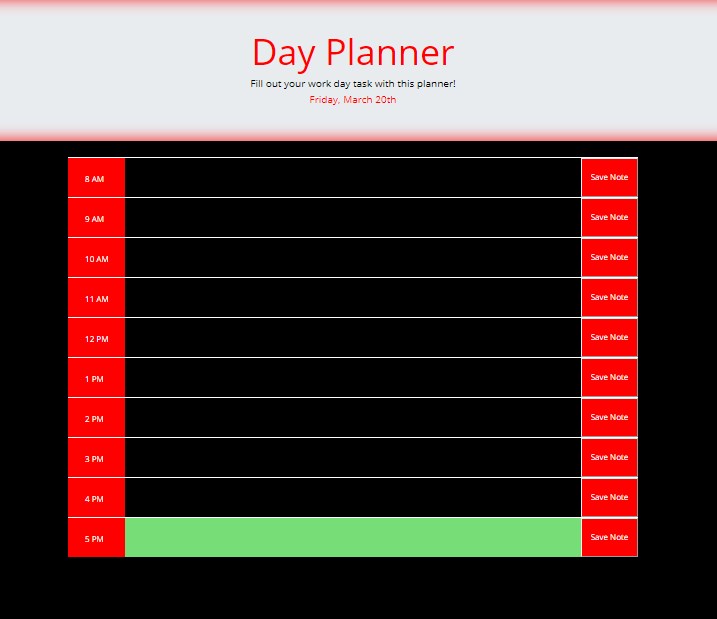 Day Planner
Fill out your work day task with this planner!
Friday, March 20th
8 AM Save Note
9 AM Save Note
10 AM Save Note
11 AM Save Note
12 PM Save Note
1 PM Save Note
2 PM Save Note
3 PM Save Note
4 PM Save Note
5 PM Save Note